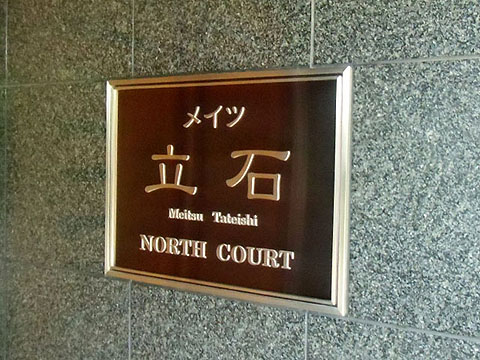 メイツ
立石
Meitsu Tateishi
NORTH COURT